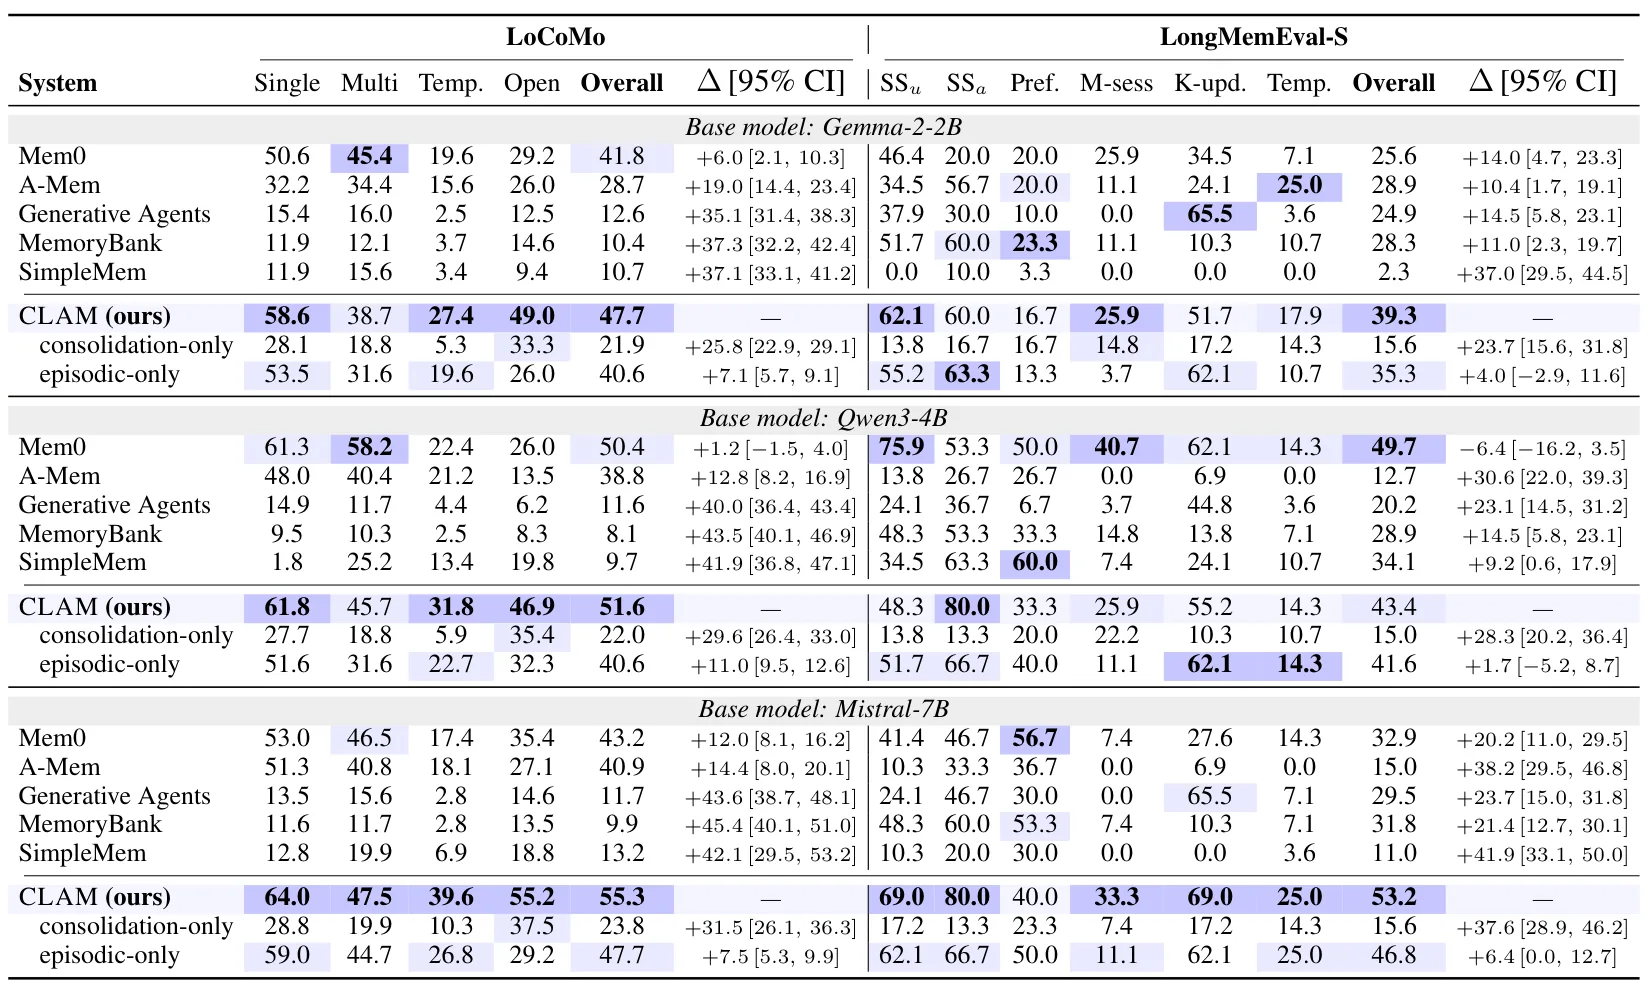 LoCoMo LongMemEval-S
System Single Multi Temp. Open Overall Δ [95% CI] SSu SSa Pref. M-sess K-upd. Temp. Overall Δ [95% CI]
Base model: Gemma-2-2B
Mem0 50.6 45.4 19.6 29.2 41.8 +6.0 [2.1, 10.3] 46.4 20.0 20.0 25.9 34.5 7.1 25.6 +14.0 [4.7, 23.3]
A-Mem 32.2 34.4 15.6 26.0 28.7 +19.0 [14.4, 23.4] 34.5 56.7 20.0 11.1 24.1 25.0 28.9 +10.4 [1.7, 19.1]
Generative Agents 15.4 16.0 2.5 12.5 12.6 +35.1 [31.4, 38.3] 37.9 30.0 10.0 0.0 65.5 3.6 24.9 +14.5 [5.8, 23.1]
MemoryBank 11.9 12.1 3.7 14.6 10.4 +37.3 [32.2, 42.4] 51.7 60.0 23.3 11.1 10.3 10.7 28.3 +11.0 [2.3, 19.7]
SimpleMem 11.9 15.6 3.4 9.4 10.7 +37.1 [33.1, 41.2] 0.0 10.0 3.3 0.0 0.0 0.0 2.3 +37.0 [29.5, 44.5]
CLAM (ours) 58.6 38.7 27.4 49.0 47.7 — 62.1 60.0 16.7 25.9 51.7 17.9 39.3 —
consolidation-only 28.1 18.8 5.3 33.3 21.9 +25.8 [22.9, 29.1] 13.8 16.7 16.7 14.8 17.2 14.3 15.6 +23.7 [15.6, 31.8]
episodic-only 53.5 31.6 19.6 26.0 40.6 +7.1 [5.7, 9.1] 55.2 63.3 13.3 3.7 62.1 10.7 35.3 +4.0 [−2.9, 11.6]
Base model: Qwen3-4B
Mem0 61.3 58.2 22.4 26.0 50.4 +1.2 [−1.5, 4.0] 75.9 53.3 50.0 40.7 62.1 14.3 49.7 −6.4 [−16.2, 3.5]
A-Mem 48.0 40.4 21.2 13.5 38.8 +12.8 [8.2, 16.9] 13.8 26.7 26.7 0.0 6.9 0.0 12.7 +30.6 [22.0, 39.3]
Generative Agents 14.9 11.7 4.4 6.2 11.6 +40.0 [36.4, 43.4] 24.1 36.7 6.7 3.7 44.8 3.6 20.2 +23.1 [14.5, 31.2]
MemoryBank 9.5 10.3 2.5 8.3 8.1 +43.5 [40.1, 46.9] 48.3 53.3 33.3 14.8 13.8 7.1 28.9 +14.5 [5.8, 23.1]
SimpleMem 1.8 25.2 13.4 19.8 9.7 +41.9 [36.8, 47.1] 34.5 63.3 60.0 7.4 24.1 10.7 34.1 +9.2 [0.6, 17.9]
CLAM (ours) 61.8 45.7 31.8 46.9 51.6 — 48.3 80.0 33.3 25.9 55.2 14.3 43.4 —
consolidation-only 27.7 18.8 5.9 35.4 22.0 +29.6 [26.4, 33.0] 13.8 13.3 20.0 22.2 10.3 10.7 15.0 +28.3 [20.2, 36.4]
episodic-only 51.6 31.6 22.7 32.3 40.6 +11.0 [9.5, 12.6] 51.7 66.7 40.0 11.1 62.1 14.3 41.6 +1.7 [−5.2, 8.7]
Base model: Mistral-7B
Mem0 53.0 46.5 17.4 35.4 43.2 +12.0 [8.1, 16.2] 41.4 46.7 56.7 7.4 27.6 14.3 32.9 +20.2 [11.0, 29.5]
A-Mem 51.3 40.8 18.1 27.1 40.9 +14.4 [8.0, 20.1] 10.3 33.3 36.7 0.0 6.9 0.0 15.0 +38.2 [29.5, 46.8]
Generative Agents 13.5 15.6 2.8 14.6 11.7 +43.6 [38.7, 48.1] 24.1 46.7 30.0 0.0 65.5 7.1 29.5 +23.7 [15.0, 31.8]
MemoryBank 11.6 11.7 2.8 13.5 9.9 +45.4 [40.1, 51.0] 48.3 60.0 53.3 7.4 10.3 7.1 31.8 +21.4 [12.7, 30.1]
SimpleMem 12.8 19.9 6.9 18.8 13.2 +42.1 [29.5, 53.2] 10.3 20.0 30.0 0.0 0.0 3.6 11.0 +41.9 [33.1, 50.0]
CLAM (ours) 64.0 47.5 39.6 55.2 55.3 — 69.0 80.0 40.0 33.3 69.0 25.0 53.2 —
consolidation-only 28.8 19.9 10.3 37.5 23.8 +31.5 [26.1, 36.3] 17.2 13.3 23.3 7.4 17.2 14.3 15.6 +37.6 [28.9, 46.2]
episodic-only 59.0 44.7 26.8 29.2 47.7 +7.5 [5.3, 9.9] 62.1 66.7 50.0 11.1 62.1 25.0 46.8 +6.4 [0.0, 12.7]